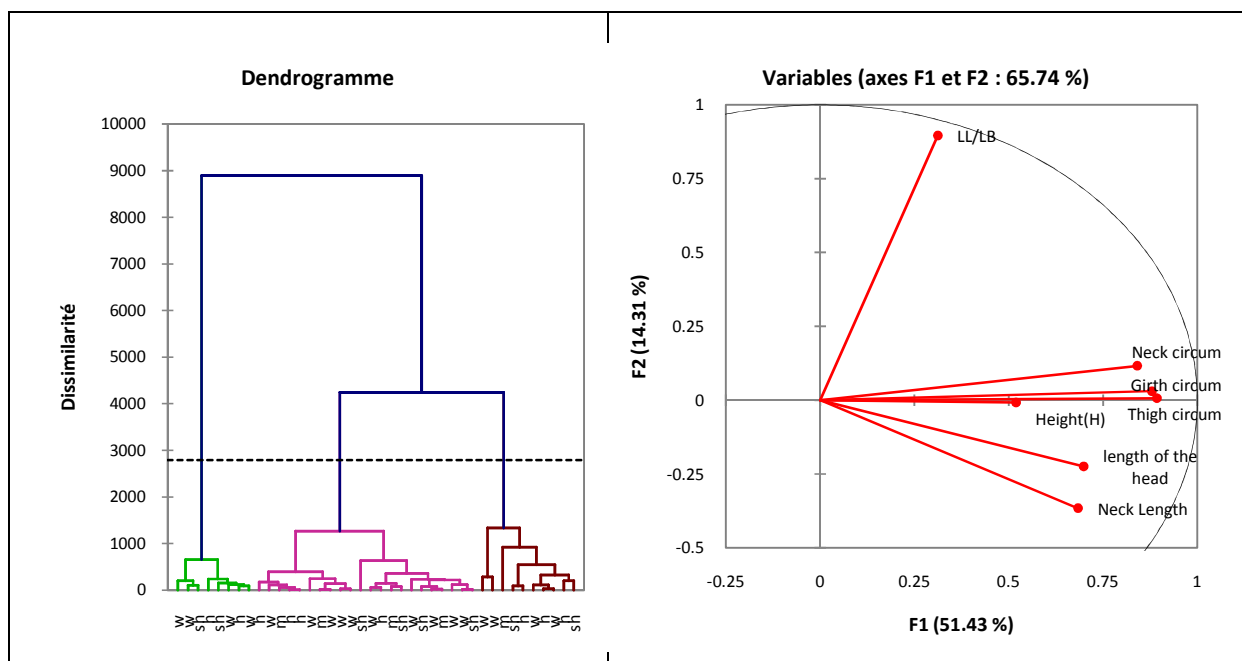 Dendrogramme
10000
9000
8000
7000
6000
5000
4000
3000
2000
1000
0
Dissimilarité
Variables (axes F1 et F2 : 65.74 %)
1
0.75
0.5
0.25
0
-0.25
-0.5
F2 (14.31 %)
LL/LB
Neck circum
Girth circum
Thigh circum
Height(H)
length of the
head
Neck Length
-0.25 0 0.25 0.5 0.75 1
F1 (51.43 %)